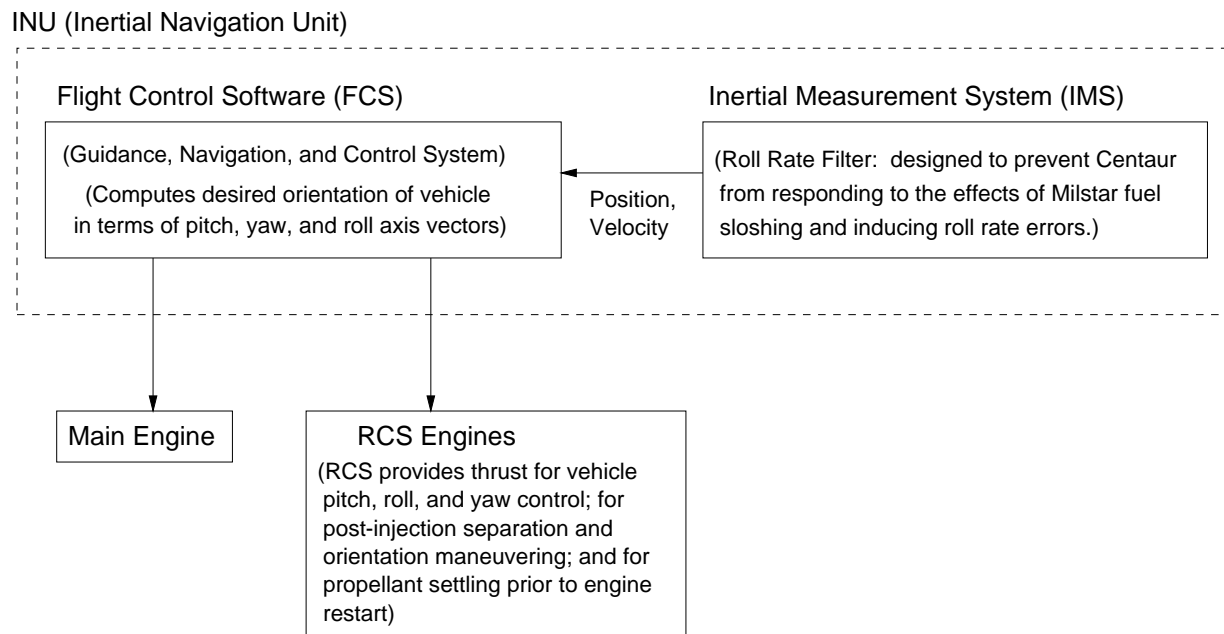 INU (Inertial Navigation Unit)
Flight Control Software (FCS)
(Guidance, Navigation, and Control System)
(Computes desired orientation of vehicle
in terms of pitch, yaw, and roll axis vectors)
Position,
Velocity
Inertial Measurement System (IMS)
(Roll Rate Filter: designed to prevent Centaur
from responding to the effects of Milstar fuel
sloshing and inducing roll rate errors.)
Main Engine
RCS Engines
(RCS provides thrust for vehicle
pitch, roll, and yaw control; for
post-injection separation and
orientation maneuvering; and for
propellant settling prior to engine
restart)